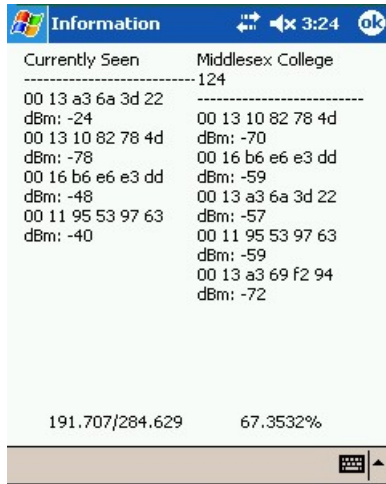 Information 3:24 ok
Currently Seen
---------------------------
00 13 a3 6a 3d 22
dBm: -24
00 13 10 82 78 4d
dBm: -78
00 16 b6 e6 e3 dd
dBm: -48
00 11 95 53 97 63
dBm: -40
Middlesex College
124
--------------------------
00 13 10 82 78 4d
dBm: -70
00 16 b6 e6 e3 dd
dBm: -59
00 13 a3 6a 3d 22
dBm: -57
00 11 95 53 97 63
dBm: -59
00 13 a3 69 f2 94
dBm: -72
191.707/284.629 67.3532%